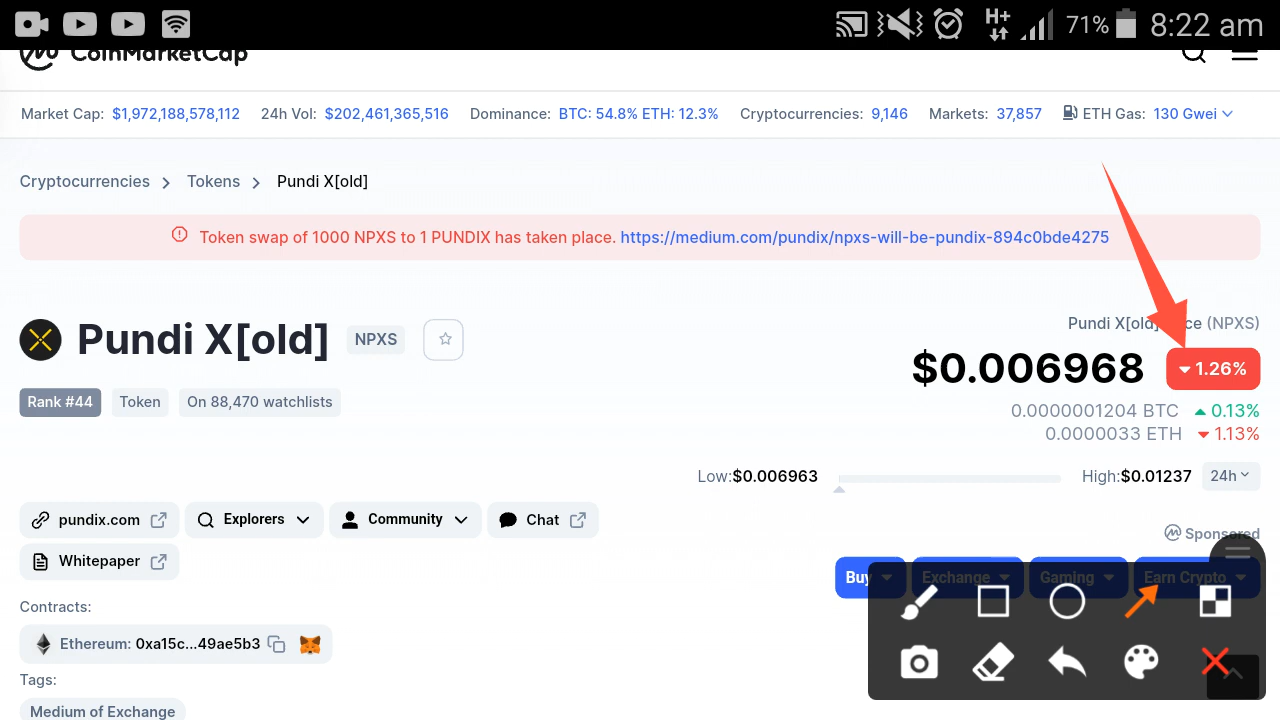 H+ 71% 8:22 am
CoinMarketCap
Market Cap: $1,972,188,578,112 24h Vol: $202,461,365,516 Dominance: BTC: 54.8% ETH: 12.3% Cryptocurrencies: 9,146 Markets: 37,857 ETH Gas: 130 Gwei
Cryptocurrencies > Tokens > Pundi X[old]
Token swap of 1000 NPXS to 1 PUNDIX has taken place. https://medium.com/pundix/npxs-will-be-pundix-894c0bde4275
Pundi X[old] NPXS
Rank #44 Token On 88,470 watchlists
Pundi X[old] (NPXS)
$0.006968 1.26%
0.0000001204 BTC 0.13%
0.0000033 ETH 1.13%
Low:$0.006963 High:$0.01237 24h
pundix.com Explorers Community Chat
Whitepaper
Sponsored
Buy Exchange Gaming Earn Crypto
Contracts:
Ethereum: 0xa15c...49ae5b3
Tags:
Medium of Exchange